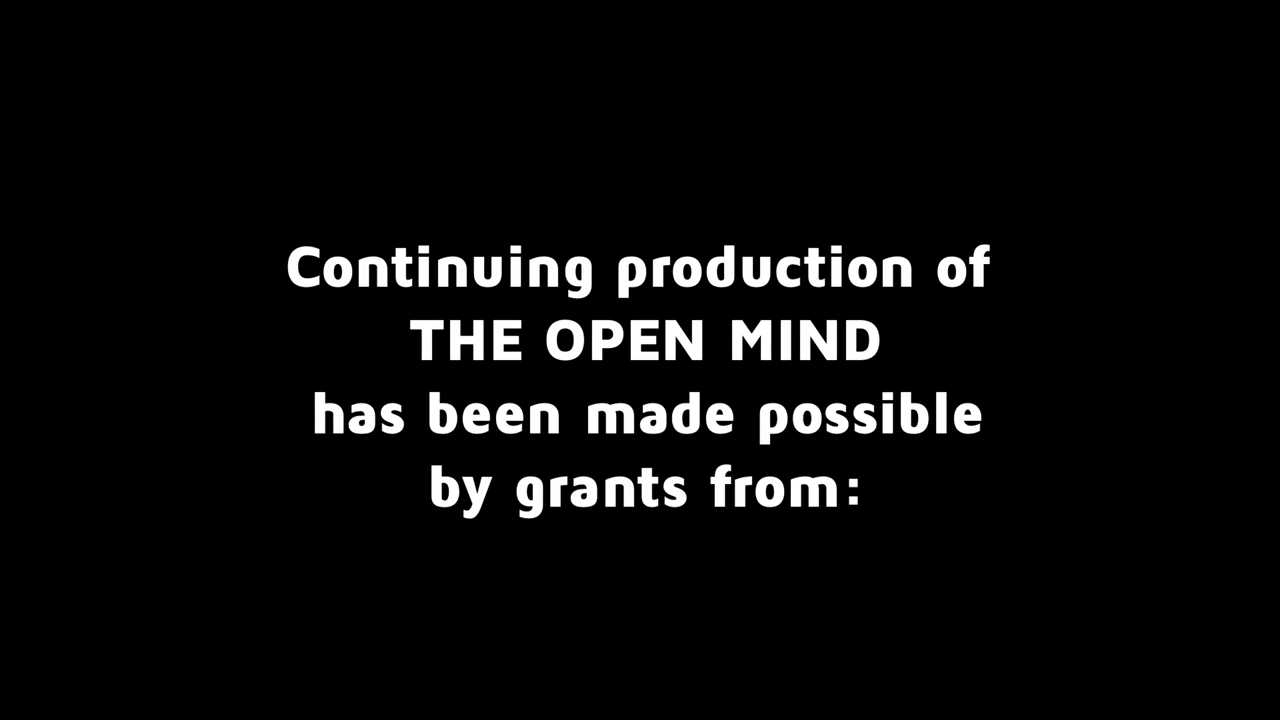 Continuing production of
THE OPEN MIND
has been made possible
by grants from: